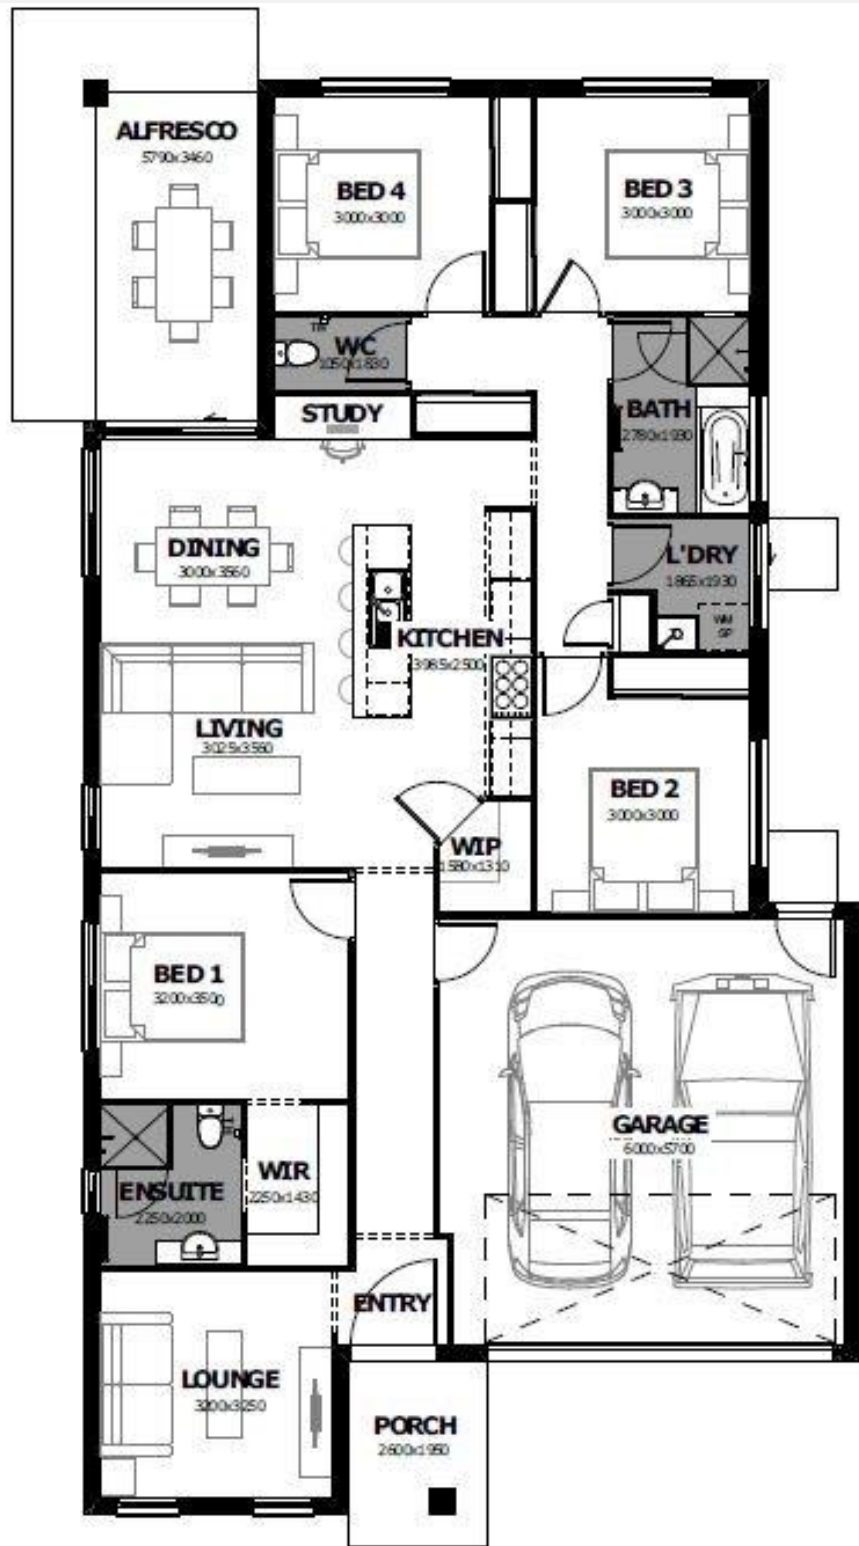 ALFRESCO
5790x3460
BED 4
3000x3000
BED 3
3000x3000
WC
1050x1830
STUDY
BATH
2780x1930
DINING
3000x3560
L'DRY
1865x1930
WM
SP
KITCHEN
3985x2500
LIVING
3025x3560
BED 2
3000x3000
WIP
1580x1310
BED 1
3200x3500
GARAGE
6000x5700
WIR
2250x1430
ENSUITE
2250x2000
ENTRY
LOUNGE
3200x3250
PORCH
2600x1950